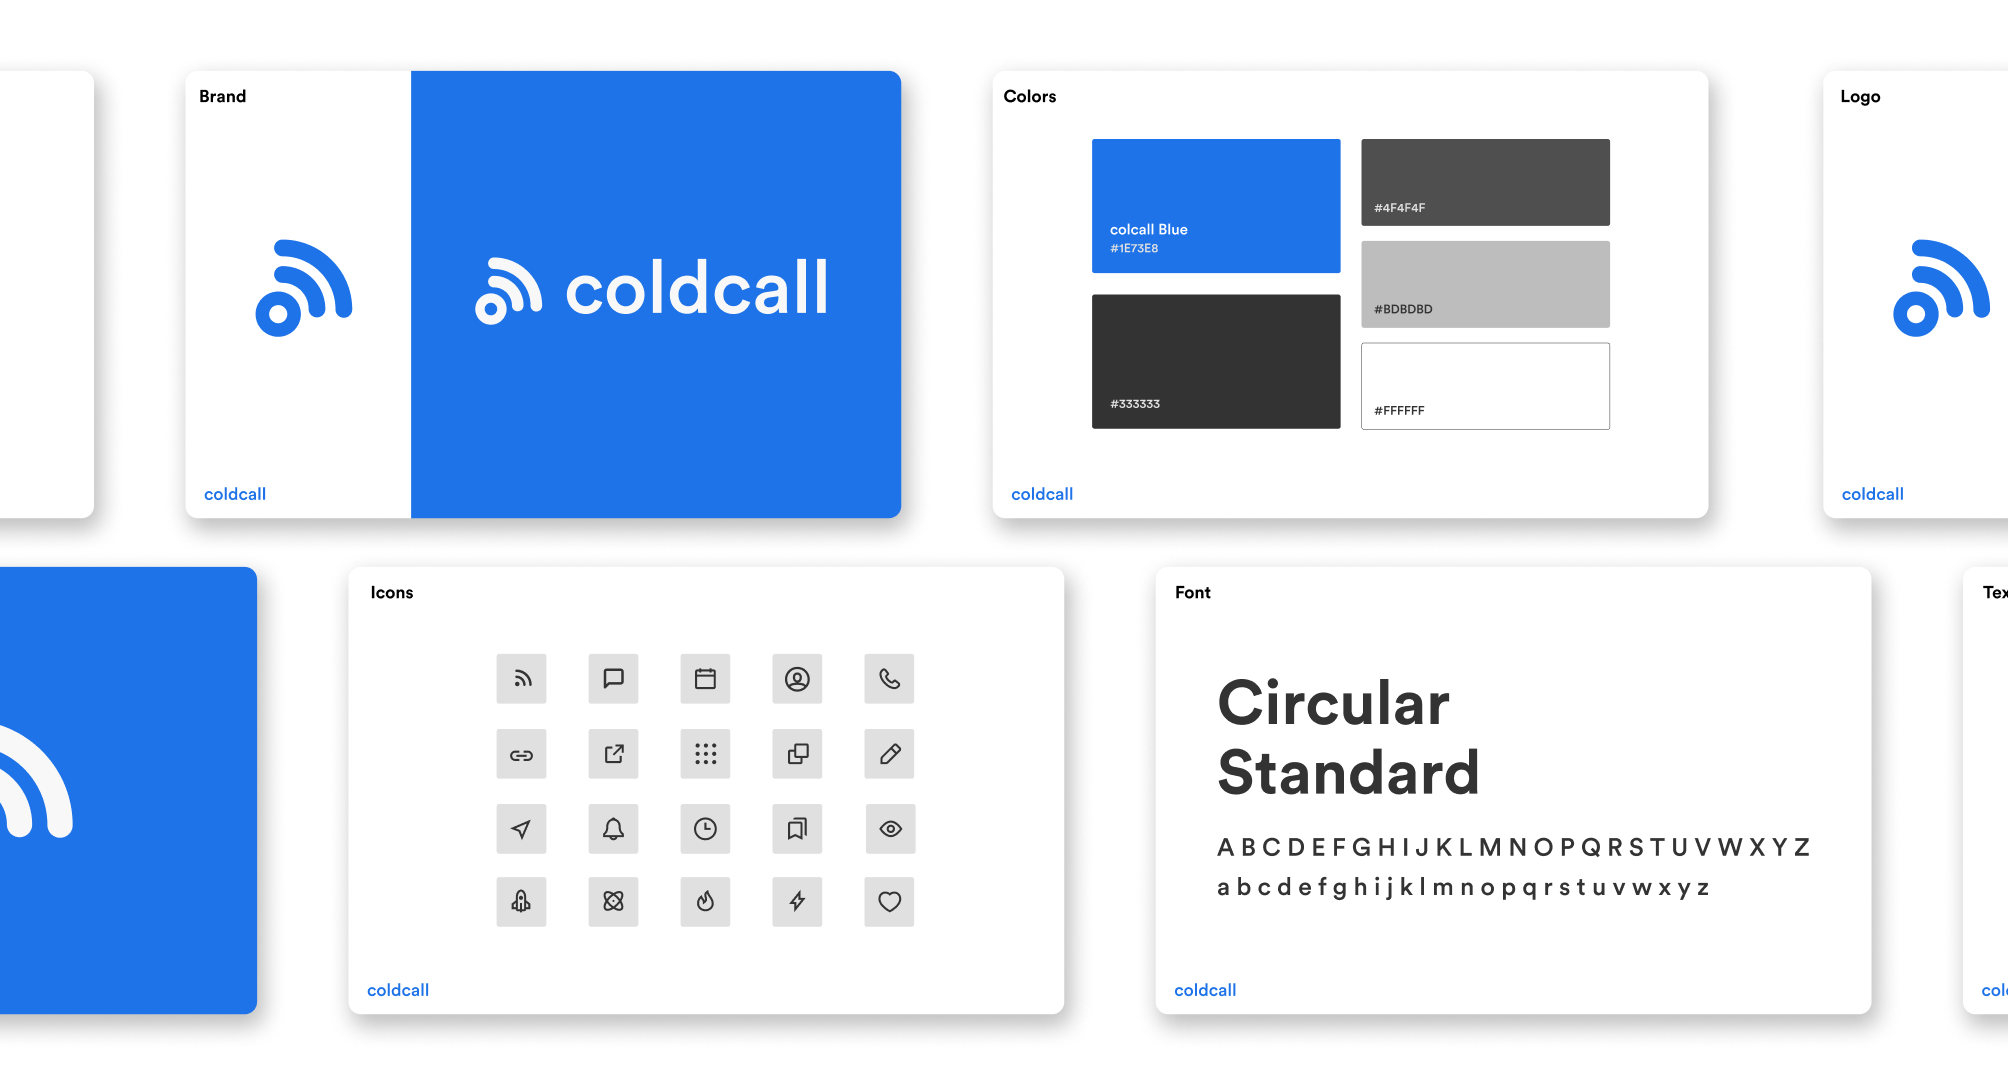 Brand
coldcall
coldcall
Colors
colcall Blue
#1E73E8
#333333
#4F4F4F
#BDBDBD
#FFFFFF
coldcall
Logo
coldcall
Icons
coldcall
Font
Circular
Standard
A B C D E F G H I J K L M N O P Q R S T U V W X Y Z
a b c d e f g h i j k l m n o p q r s t u v w x y z
coldcall